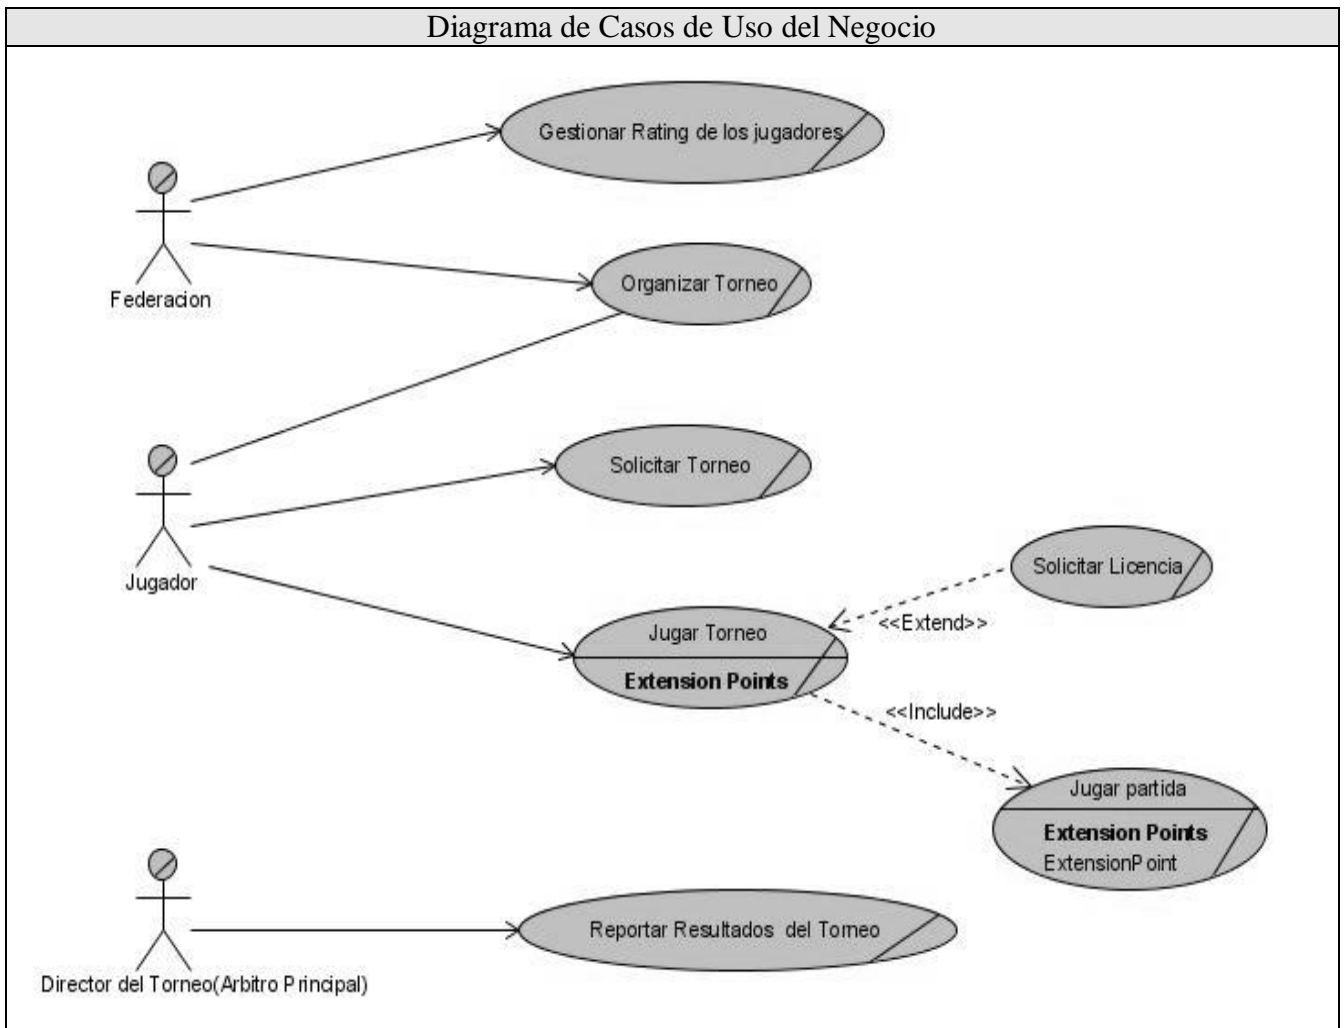 Diagrama de Casos de Uso del Negocio
Gestionar Rating de los jugadores
Federacion
Organizar Torneo
Solicitar Torneo
Jugador
Solicitar Licencia
<<Extend>>
Jugar Torneo
Extension Points
<<Include>>
Jugar partida
Extension Points
ExtensionPoint
Reportar Resultados del Torneo
Director del Torneo(Arbitro Principal)